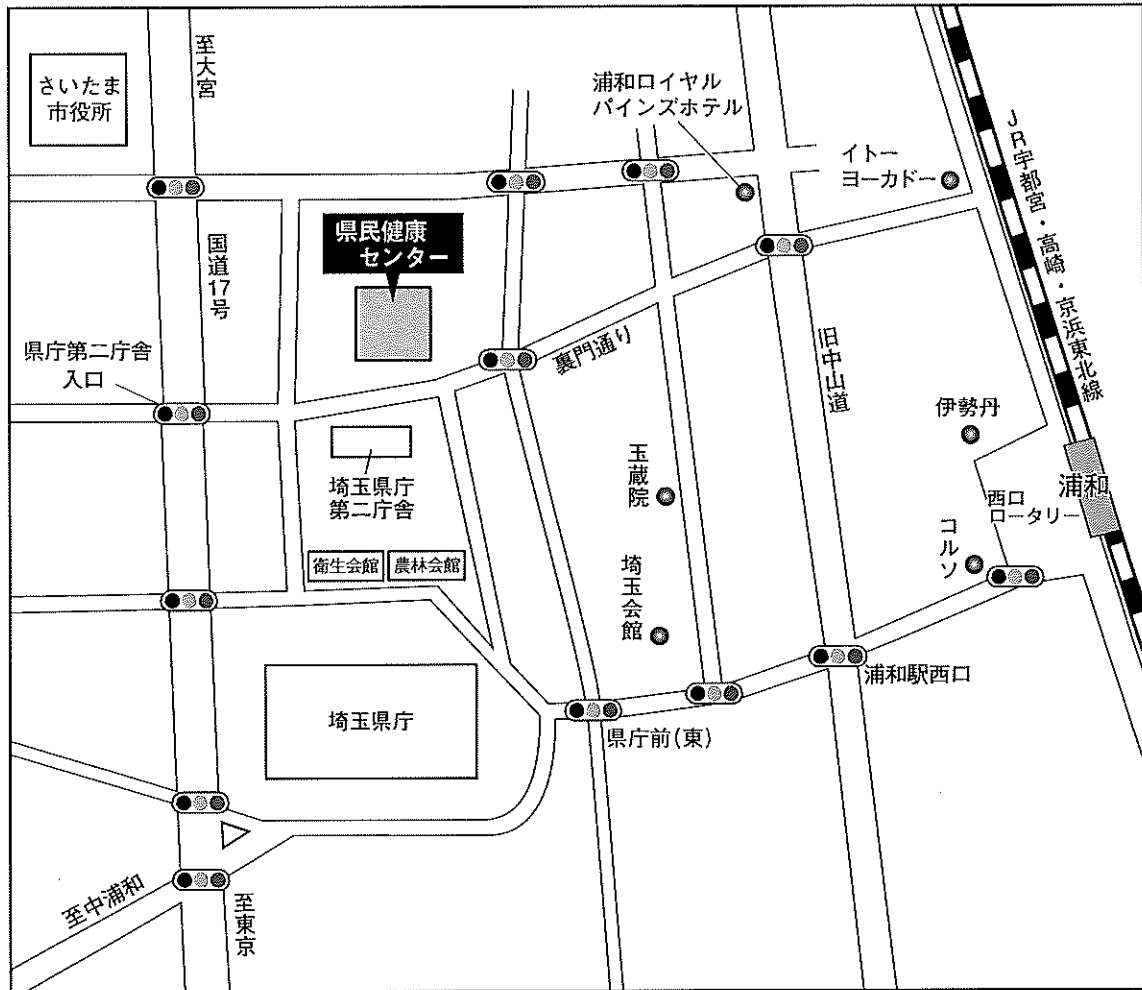 さいたま
市役所
至大宮
浦和ロイヤル
パインズホテル
イトー
ヨーカドー
JR宇都宮・高崎・京浜東北線
県民健康
センター
国道17号
県庁第二庁舎
入口
裏門通り
旧中山道
伊勢丹
埼玉県庁
第二庁舎
玉蔵院
浦和
西口
ロータリー
コルソ
衛生会館
農林会館
埼玉会館
浦和駅西口
埼玉県庁
県庁前(東)
至中浦和
至東京